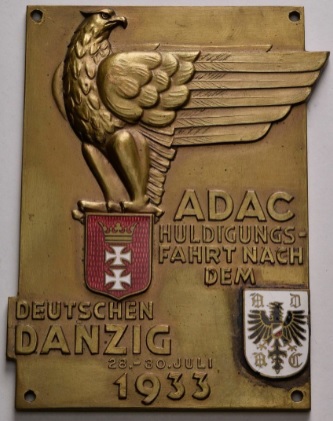 ADAC
HULDIGUNGS-
FAHRT NACH
DEM
DEUTSCHEN
DANZIG
28.-30. JULI
1933
A D
A C